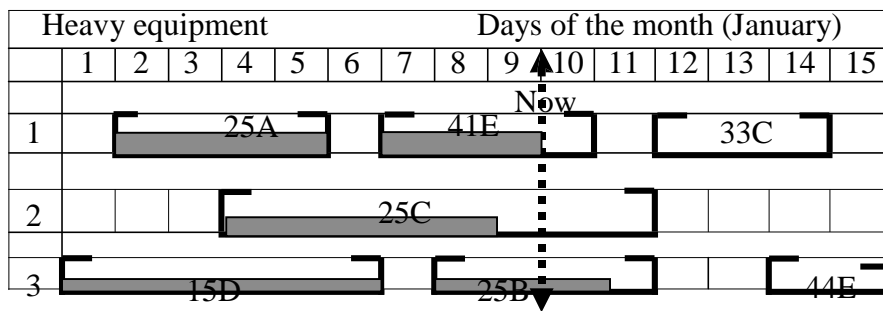 Heavy equipment Days of the month (January)
1 2 3 4 5 6 7 8 9 10 11 12 13 14 15
Now
1 25A 41E 33C
2 25C
3 15D 25B 44E